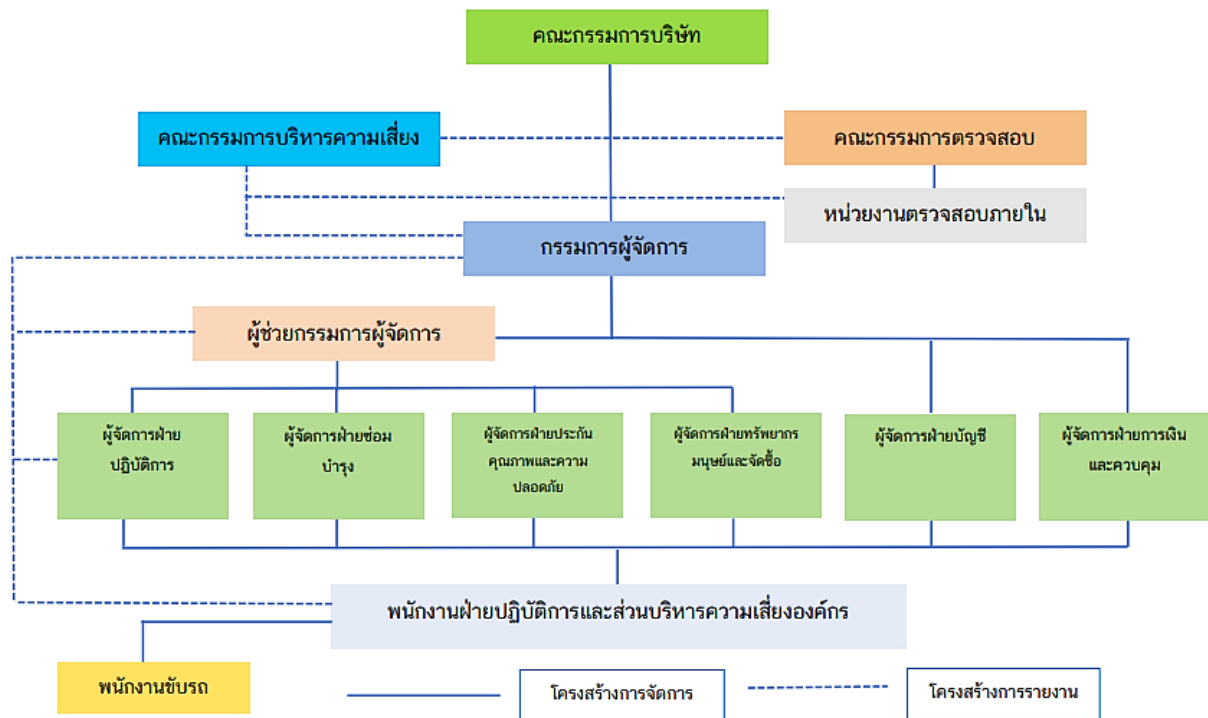 คณะกรรมการบริษัท
คณะกรรมการบริหารความเสี่ยง
คณะกรรมการตรวจสอบ
หน่วยงานตรวจสอบภายใน
กรรมการผู้จัดการ
ผู้ช่วยกรรมการผู้จัดการ
ผู้จัดการฝ่าย
ปฏิบัติการ
ผู้จัดการฝ่ายซ่อม
บำรุง
ผู้จัดการฝ่ายประกัน
คุณภาพและความ
ปลอดภัย
ผู้จัดการฝ่ายทรัพยากร
มนุษย์และจัดซื้อ
ผู้จัดการฝ่ายบัญชี
ผู้จัดการฝ่ายการเงิน
และควบคุม
พนักงานฝ่ายปฏิบัติการและส่วนบริหารความเสี่ยงองค์กร
พนักงานขับรถ
โครงสร้างการจัดการ
โครงสร้างการรายงาน